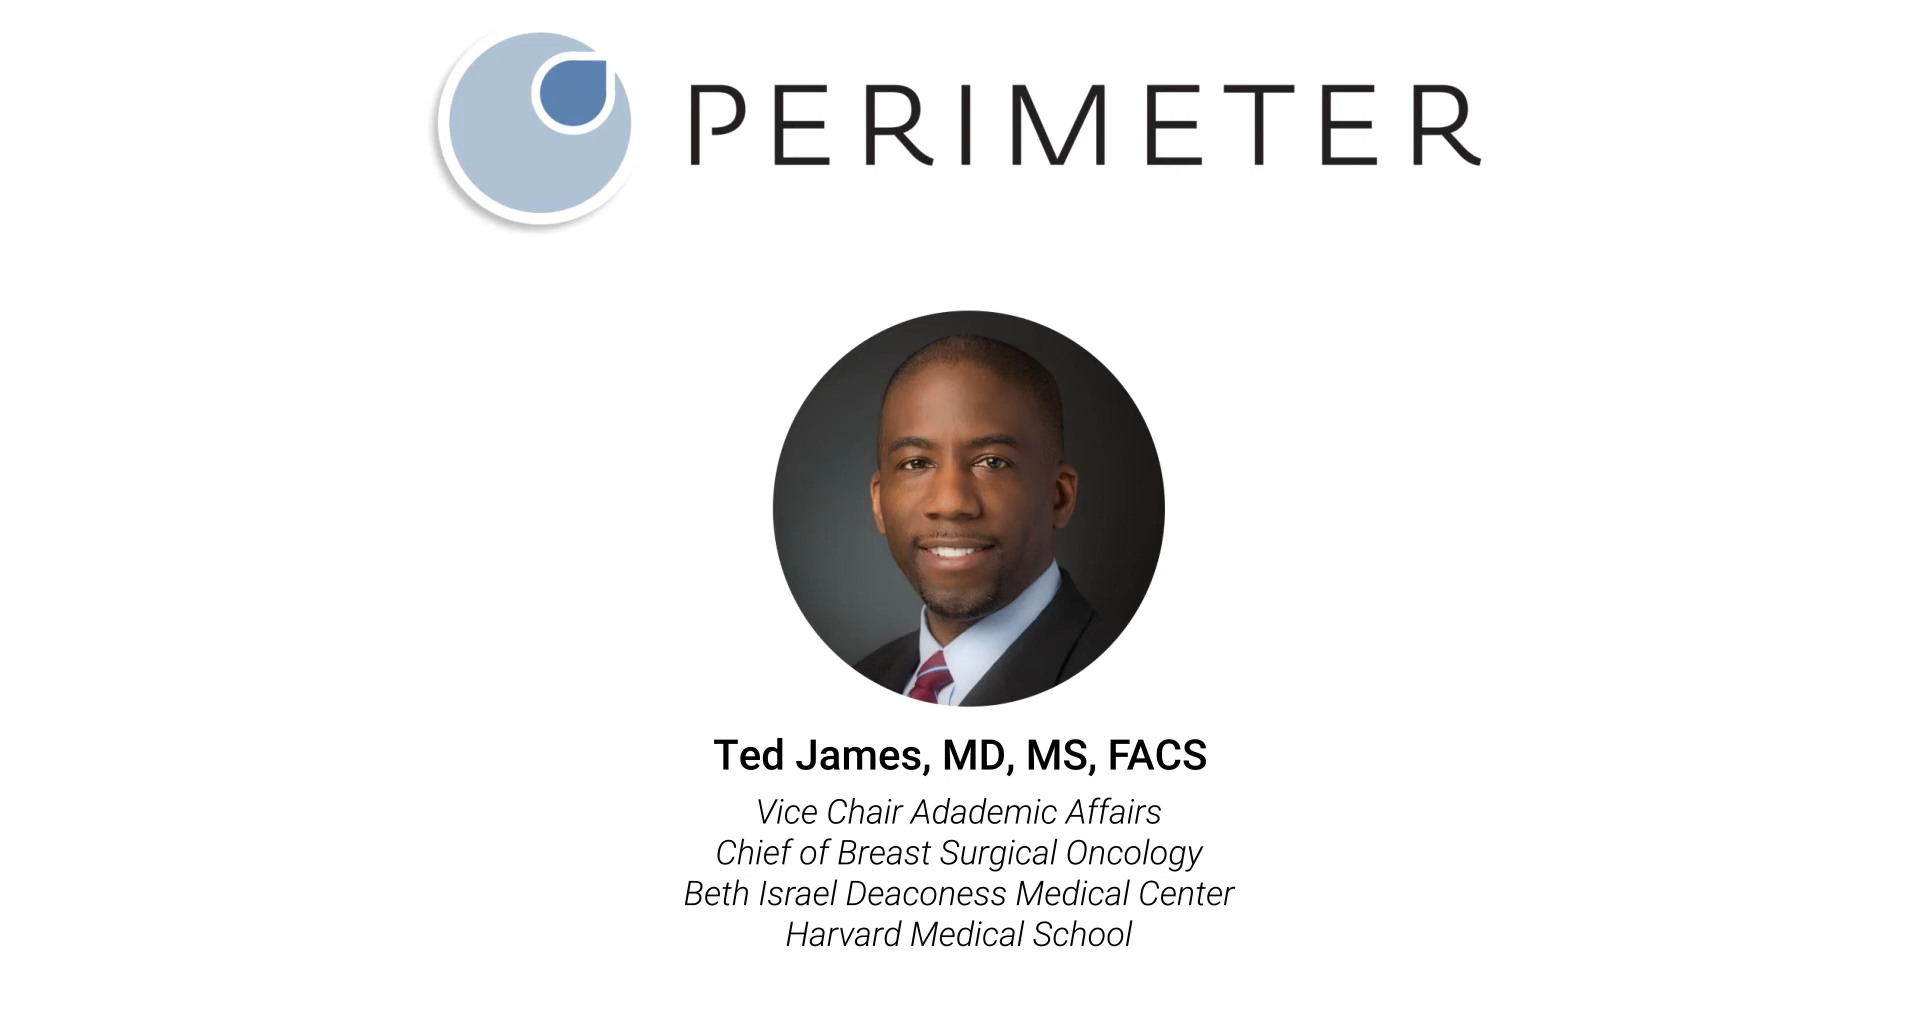 PERIMETER
Ted James, MD, MS, FACS
Vice Chair Adademic Affairs
Chief of Breast Surgical Oncology
Beth Israel Deaconess Medical Center
Harvard Medical School